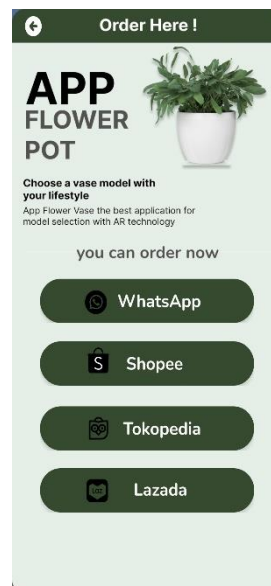 Order Here !
APP
FLOWER
POT
Choose a vase model with
your lifestyle
App Flower Vase the best application for
model selection with AR technology
you can order now
WhatsApp
S Shopee
Tokopedia
Laz Lazada